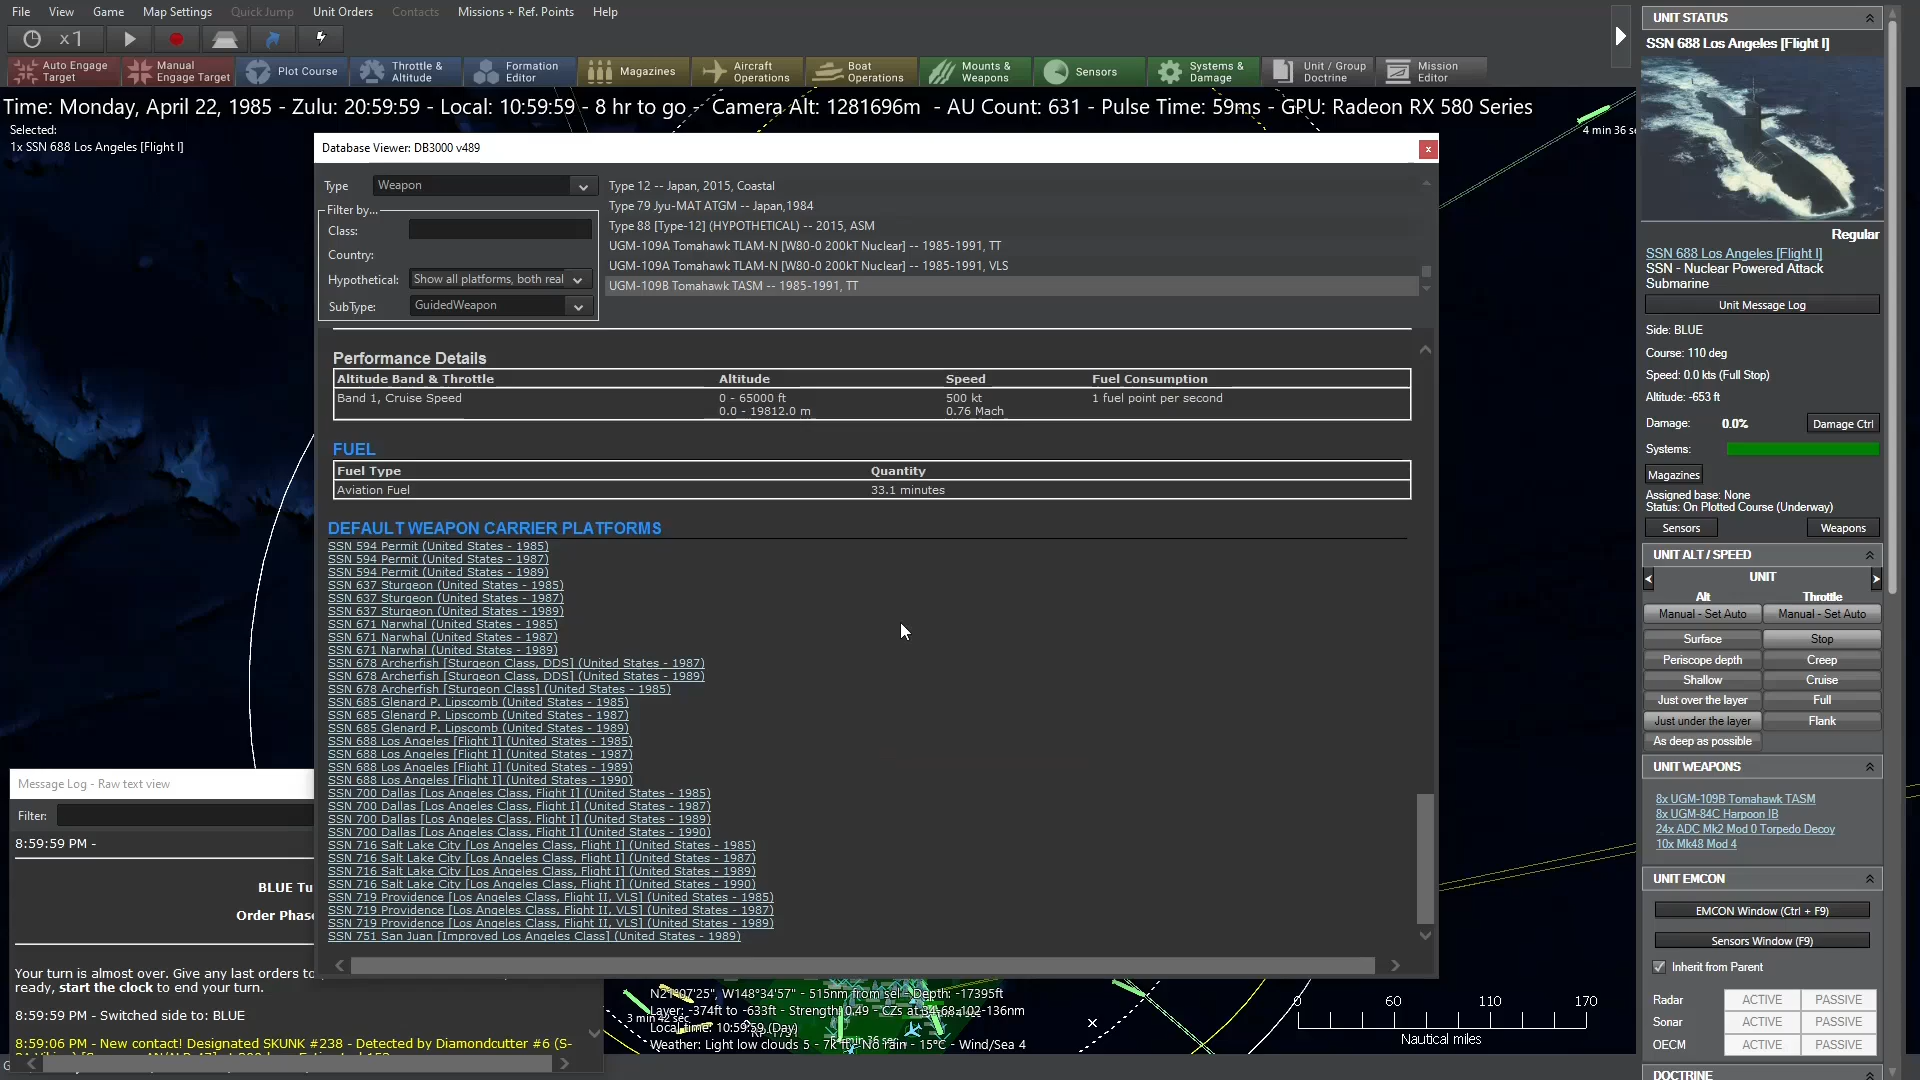 File View Game Map Settings Quick Jump Unit Orders Contacts Missions + Ref. Points Help
x1
Auto Engage Target
Manual Engage Target
Plot Course
Throttle & Altitude
Formation Editor
Magazines
Aircraft Operations
Boat Operations
Mounts & Weapons
Sensors
Systems & Damage
Unit / Group Doctrine
Mission Editor
Time: Monday, April 22, 1985 - Zulu: 20:59:59 - Local: 10:59:59 - 8 hr to go - Camera Alt: 1281696m - AU Count: 631 - Pulse Time: 59ms - GPU: Radeon RX 580 Series
Selected:
1x SSN 688 Los Angeles [Flight I]
4 min 36 se
Database Viewer: DB3000 v489
x
Type Weapon
Filter by...
Class:
Country:
Hypothetical: Show all platforms, both real
SubType: GuidedWeapon
Type 12 -- Japan, 2015, Coastal
Type 79 Jyu-MAT ATGM -- Japan,1984
Type 88 [Type-12] (HYPOTHETICAL) -- 2015, ASM
UGM-109A Tomahawk TLAM-N [W80-0 200kT Nuclear] -- 1985-1991, TT
UGM-109A Tomahawk TLAM-N [W80-0 200kT Nuclear] -- 1985-1991, VLS
UGM-109B Tomahawk TASM -- 1985-1991, TT
Performance Details
Altitude Band & Throttle Altitude Speed Fuel Consumption
Band 1, Cruise Speed 0 - 65000 ft 500 kt 1 fuel point per second
0.0 - 19812.0 m 0.76 Mach
FUEL
Fuel Type Quantity
Aviation Fuel 33.1 minutes
DEFAULT WEAPON CARRIER PLATFORMS
SSN 594 Permit (United States - 1985)
SSN 594 Permit (United States - 1987)
SSN 594 Permit (United States - 1989)
SSN 637 Sturgeon (United States - 1985)
SSN 637 Sturgeon (United States - 1987)
SSN 637 Sturgeon (United States - 1989)
SSN 671 Narwhal (United States - 1985)
SSN 671 Narwhal (United States - 1987)
SSN 671 Narwhal (United States - 1989)
SSN 678 Archerfish [Sturgeon Class, DDS] (United States - 1987)
SSN 678 Archerfish [Sturgeon Class, DDS] (United States - 1989)
SSN 678 Archerfish [Sturgeon Class] (United States - 1985)
SSN 685 Glenard P. Lipscomb (United States - 1985)
SSN 685 Glenard P. Lipscomb (United States - 1987)
SSN 685 Glenard P. Lipscomb (United States - 1989)
SSN 688 Los Angeles [Flight I] (United States - 1985)
SSN 688 Los Angeles [Flight I] (United States - 1987)
SSN 688 Los Angeles [Flight I] (United States - 1989)
SSN 688 Los Angeles [Flight I] (United States - 1990)
SSN 700 Dallas [Los Angeles Class, Flight I] (United States - 1985)
SSN 700 Dallas [Los Angeles Class, Flight I] (United States - 1987)
SSN 700 Dallas [Los Angeles Class, Flight I] (United States - 1989)
SSN 700 Dallas [Los Angeles Class, Flight I] (United States - 1990)
SSN 716 Salt Lake City [Los Angeles Class, Flight I] (United States - 1985)
SSN 716 Salt Lake City [Los Angeles Class, Flight I] (United States - 1987)
SSN 716 Salt Lake City [Los Angeles Class, Flight I] (United States - 1989)
SSN 716 Salt Lake City [Los Angeles Class, Flight I] (United States - 1990)
SSN 719 Providence [Los Angeles Class, Flight II, VLS] (United States - 1985)
SSN 719 Providence [Los Angeles Class, Flight II, VLS] (United States - 1987)
SSN 719 Providence [Los Angeles Class, Flight II, VLS] (United States - 1989)
SSN 751 San Juan [Improved Los Angeles Class] (United States - 1989)
Message Log - Raw text view
Filter:
8:59:59 PM -
BLUE Tu
Order Phas
Your turn is almost over. Give any last orders to
ready, start the clock to end your turn.
8:59:59 PM - Switched side to: BLUE
8:59:06 PM - New contact! Designated SKUNK #238 - Detected by Diamondcutter #6 (S-
3 min 42 sec
N21°07'25", W148°34'57" - 515nm from sel - Depth: -17395ft
Layer: -374ft to -633ft - Strength: 0.49 - CZs at 34-68-102-136nm
Local time: 10:59:59 (Day)
Weather: Light low clouds 5 - 7k ft - No rain - 15°C - Wind/Sea 4
0 60 110 170
Nautical miles
UNIT STATUS
SSN 688 Los Angeles [Flight I]
Regular
SSN 688 Los Angeles [Flight I]
SSN - Nuclear Powered Attack
Submarine
Unit Message Log
Side: BLUE
Course: 110 deg
Speed: 0.0 kts (Full Stop)
Altitude: -653 ft
Damage: 0.0% Damage Ctrl
Systems:
Magazines
Assigned base: None
Status: On Plotted Course (Underway)
Sensors Weapons
UNIT ALT / SPEED
UNIT
Alt Throttle
Manual - Set Auto Manual - Set Auto
Surface Stop
Periscope depth Creep
Shallow Cruise
Just over the layer Full
Just under the layer Flank
As deep as possible
UNIT WEAPONS
8x UGM-109B Tomahawk TASM
8x UGM-84C Harpoon IB
24x ADC Mk2 Mod 0 Torpedo Decoy
10x Mk48 Mod 4
UNIT EMCON
EMCON Window (Ctrl + F9)
Sensors Window (F9)
Inherit from Parent
Radar ACTIVE PASSIVE
Sonar ACTIVE PASSIVE
OECM ACTIVE PASSIVE
DOCTRINE